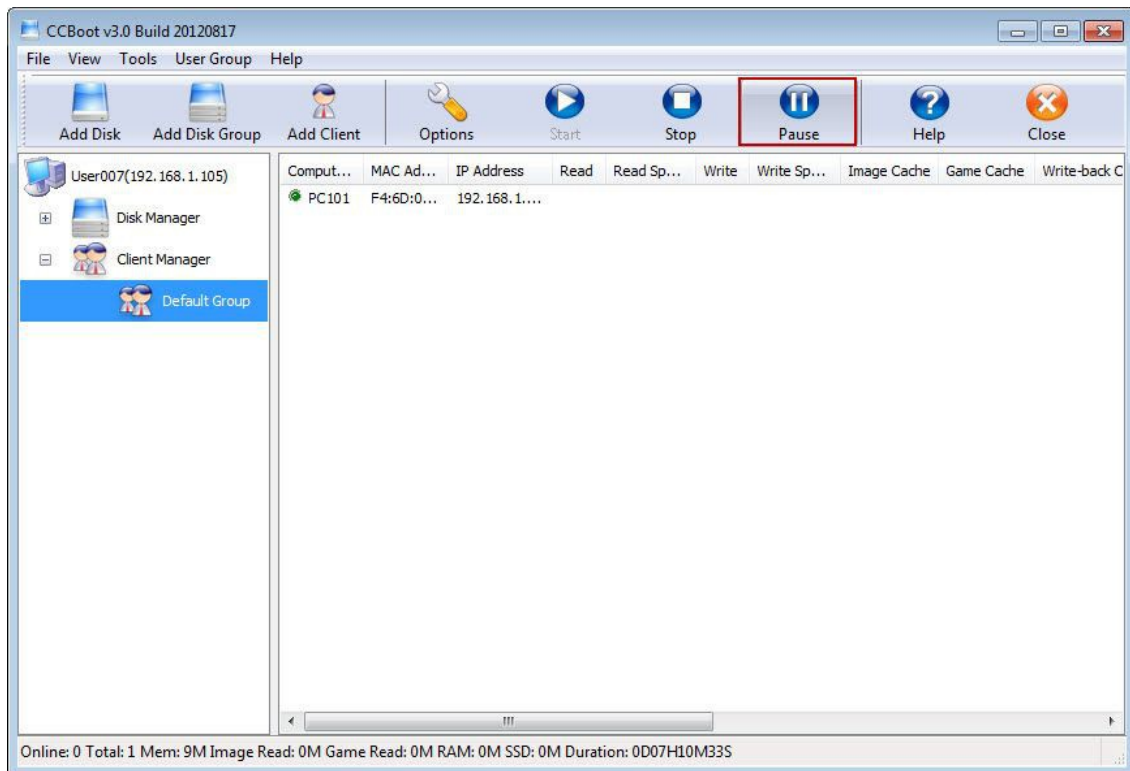 CCBoot v3.0 Build 20120817
File View Tools User Group Help
Add Disk Add Disk Group Add Client Options Start Stop Pause Help Close
User007(192.168.1.105)
Disk Manager
Client Manager
Default Group
Comput... MAC Ad... IP Address Read Read Sp... Write Write Sp... Image Cache Game Cache Write-back C
PC101 F4:6D:0... 192.168.1....
Online: 0 Total: 1 Mem: 9M Image Read: 0M Game Read: 0M RAM: 0M SSD: 0M Duration: 0D07H10M33S